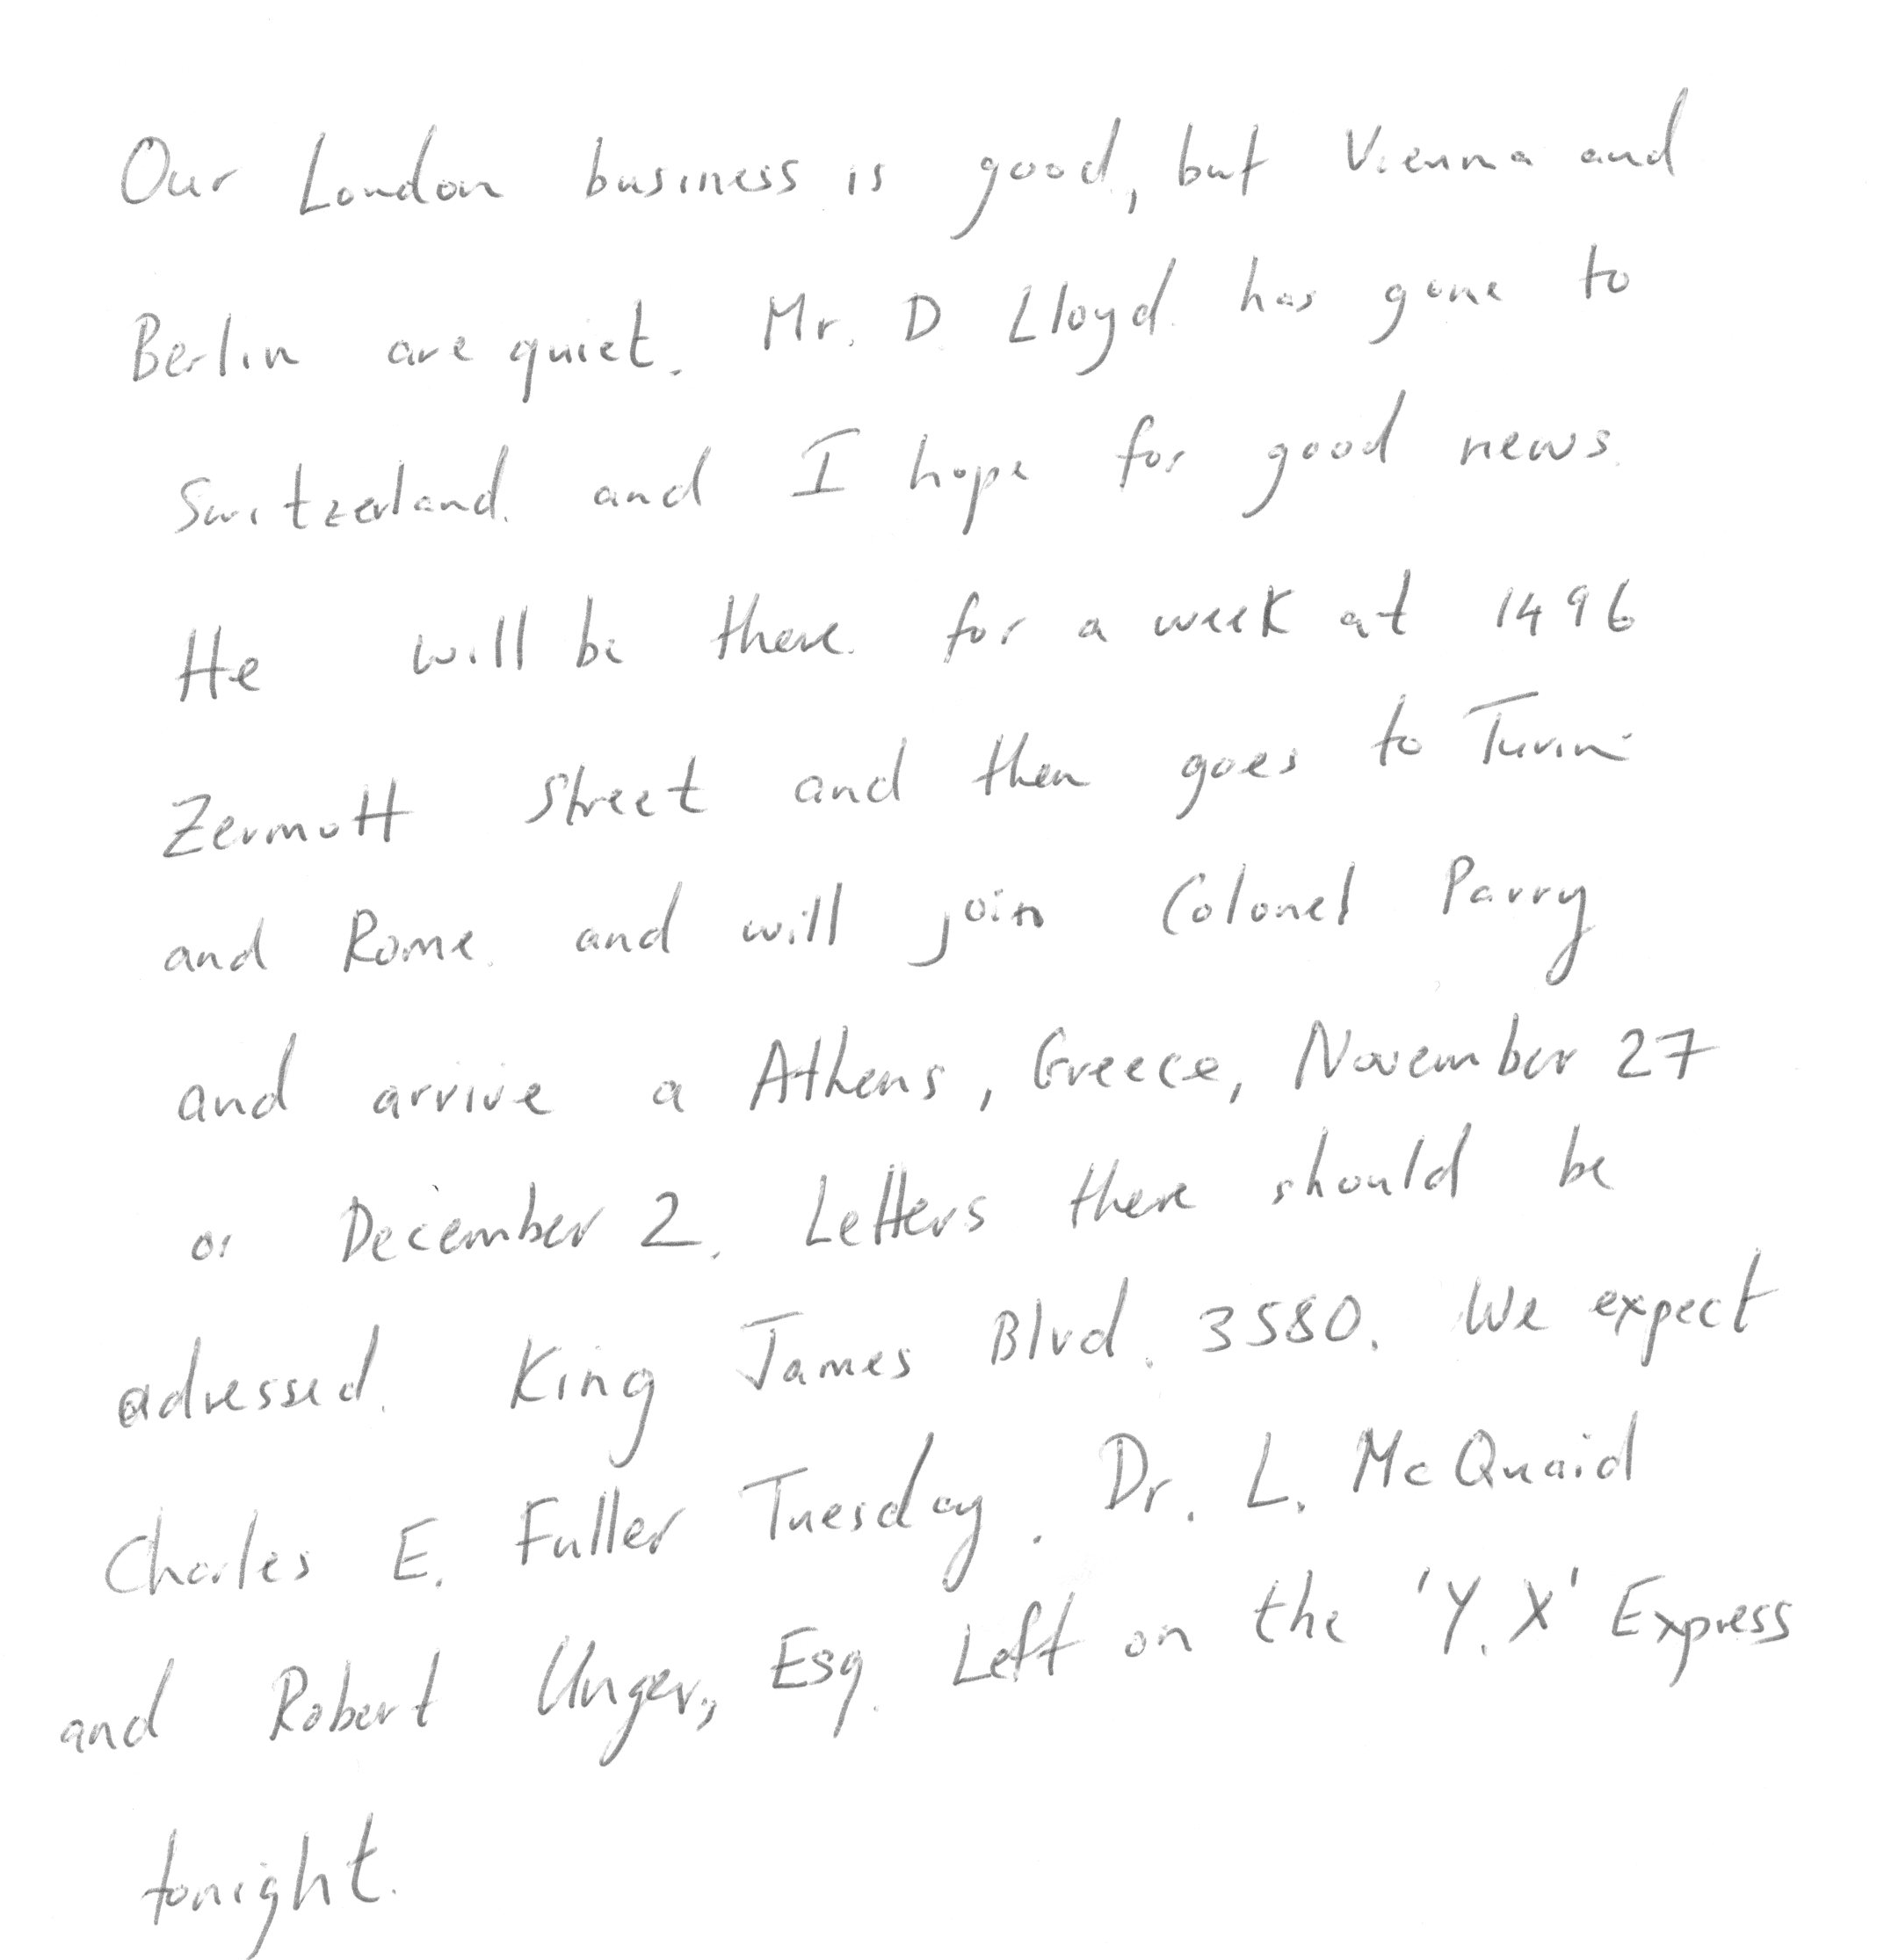 Our London business is good, but Vienna and
Berlin are quiet. Mr. D Lloyd has gone to
Switzerland and I hope for good news.
He will be there for a week at 1496
Zermott Street and then goes to Turin
and Rome and will join Colonel Parry
and arrive a Athens, Greece, November 27
or December 2. Letters there should be
adressed. King James Blvd. 3580. We expect
Charles E. Fuller Tuesday. Dr. L. McQuaid
and Robert Unger, Esq. Left on the 'Y.X' Express
tonight.